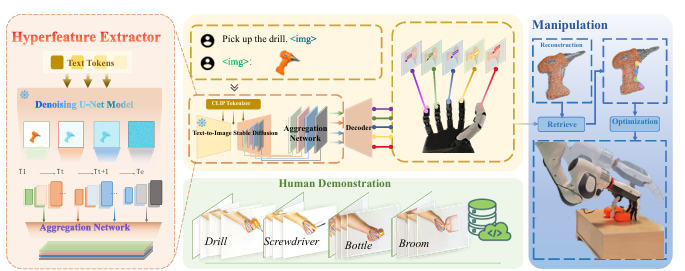 Hyperfeature Extractor
Text Tokens
Denoising U-Net Model
T1
Tt
Tt+1
Te
Aggregation Network
Pick up the drill. <img>
<img>:
CLIP Tokenizer
Text-to-Image Stable Diffusion
Aggregation
Network
Decoder
Human Demonstration
Drill
Screwdriver
Bottle
Broom
Manipulation
Reconstruction
Retrieve
Optimization